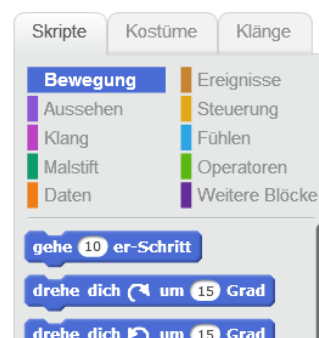 Skripte Kostüme Klänge
Bewegung Ereignisse
Aussehen Steuerung
Klang Fühlen
Malstift Operatoren
Daten Weitere Blöcke
gehe 10 er-Schritt
drehe dich um 15 Grad
drehe dich um 15 Grad